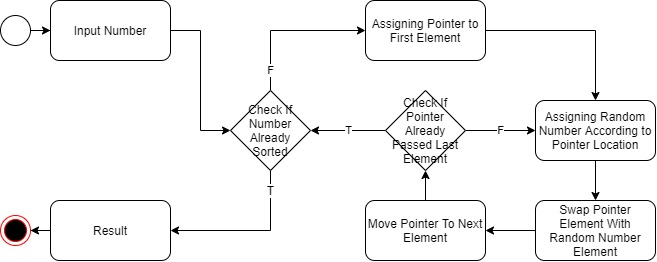 Input Number
Assigning Pointer to
First Element
F
Check If
Number
Already
Sorted
T
Check If
Pointer
Already
Passed Last
Element
F
Assigning Random
Number According to
Pointer Location
T
Result
Move Pointer To Next
Element
Swap Pointer
Element With
Random Number
Element